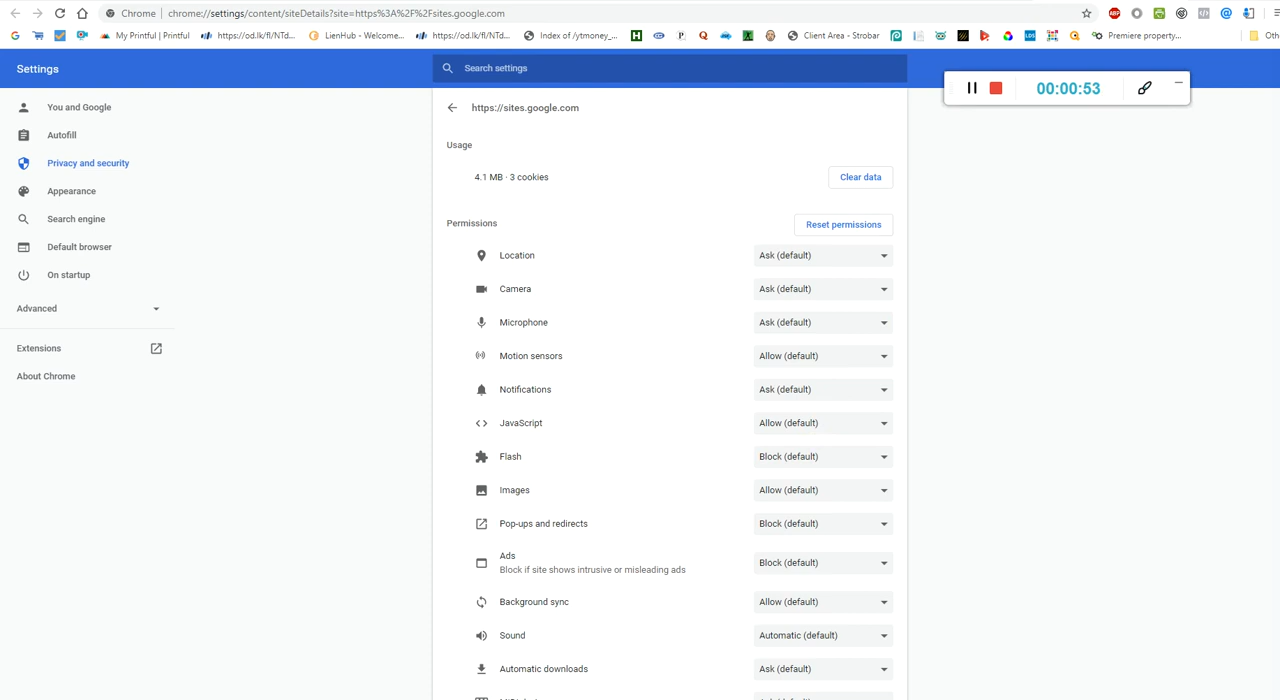 Chrome | chrome://settings/content/siteDetails?site=https%3A%2F%2Fsites.google.com
My Printful | Printful
https://od.lk/fl/NTd...
LienHub - Welcome...
https://od.lk/fl/NTd...
Index of /ytmoney_...
Client Area - Strobar
Premiere property...
Oth
Settings
Search settings
00:00:53
You and Google
Autofill
Privacy and security
Appearance
Search engine
Default browser
On startup
Advanced
Extensions
About Chrome
https://sites.google.com
Usage
4.1 MB · 3 cookies
Clear data
Permissions
Reset permissions
Location
Ask (default)
Camera
Ask (default)
Microphone
Ask (default)
Motion sensors
Allow (default)
Notifications
Ask (default)
JavaScript
Allow (default)
Flash
Block (default)
Images
Allow (default)
Pop-ups and redirects
Block (default)
Ads
Block if site shows intrusive or misleading ads
Block (default)
Background sync
Allow (default)
Sound
Automatic (default)
Automatic downloads
Ask (default)